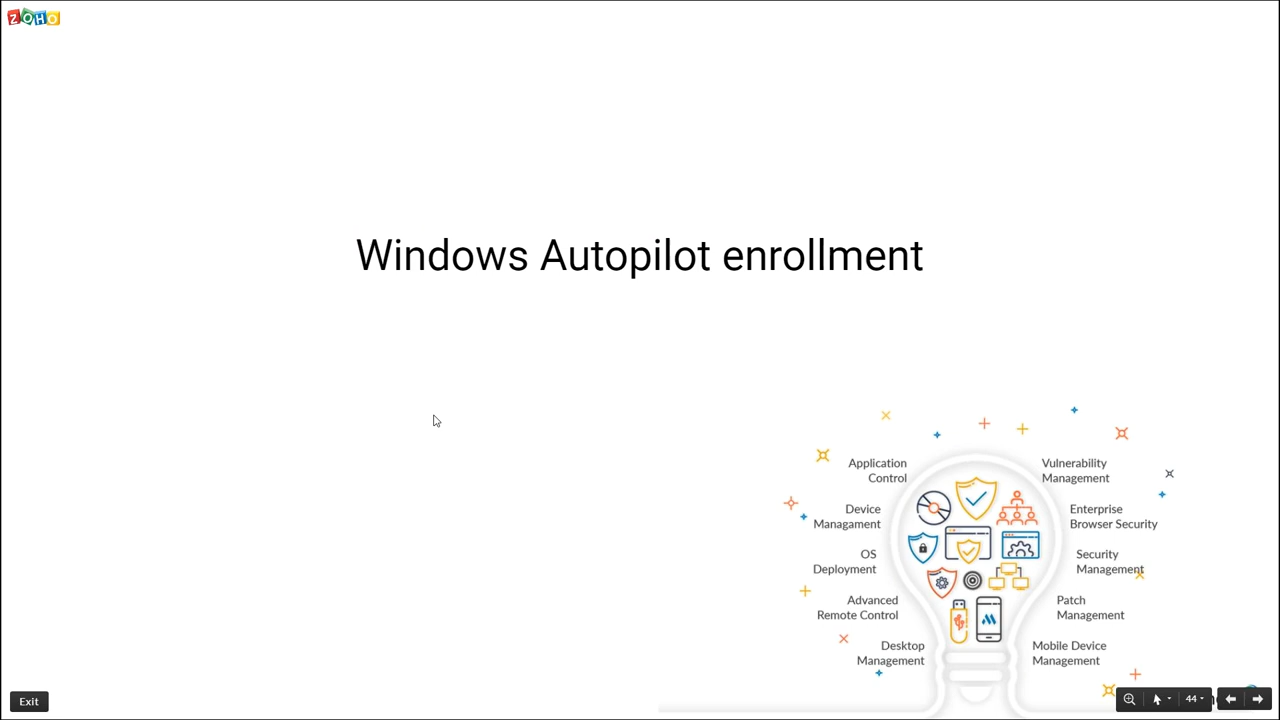 ZOHO
Windows Autopilot enrollment
Application
Control
Vulnerability
Management
Device
Managament
Enterprise
Browser Security
OS
Deployment
Security
Management
Advanced
Remote Control
Patch
Management
Desktop
Management
Mobile Device
Management
Exit
44